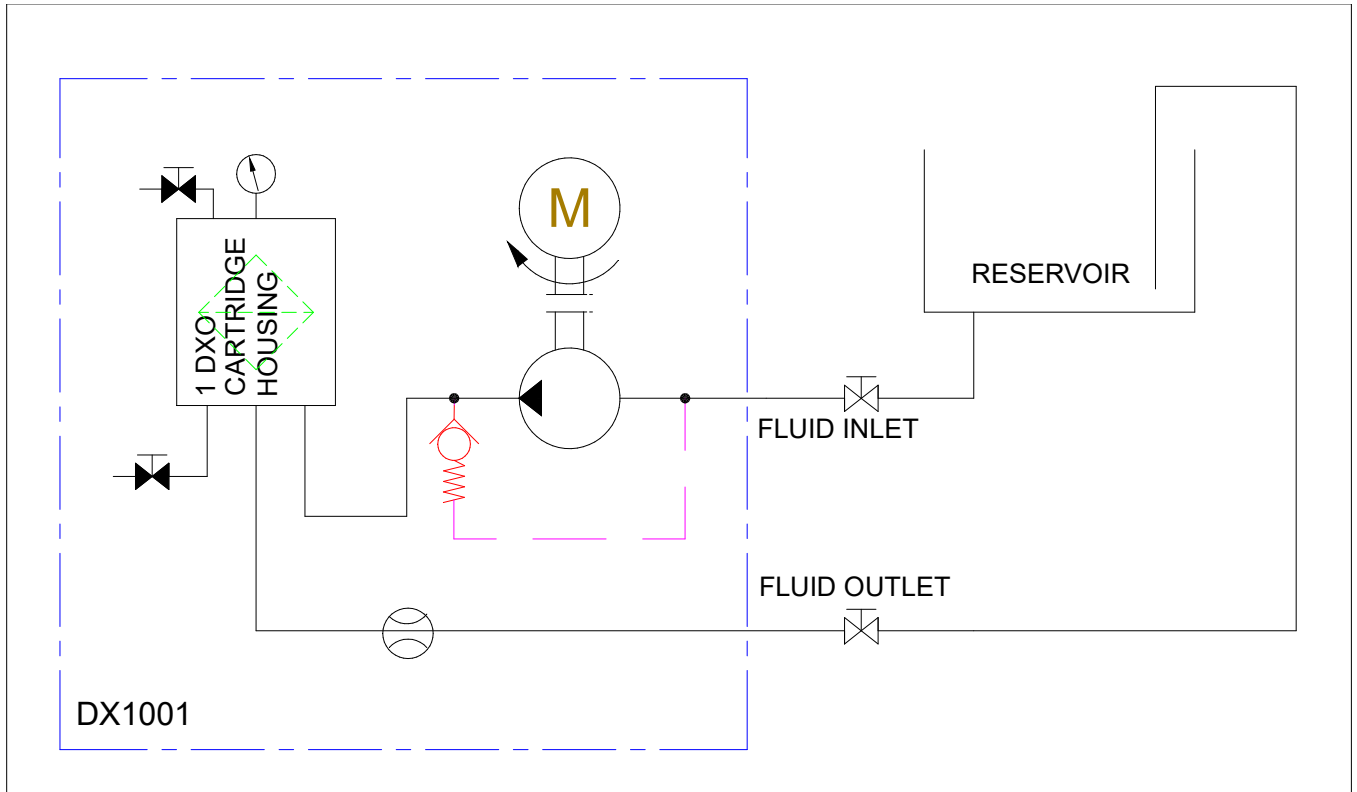 1 DXO
CARTRIDGE
HOUSING
M
RESERVOIR
FLUID INLET
FLUID OUTLET
DX1001